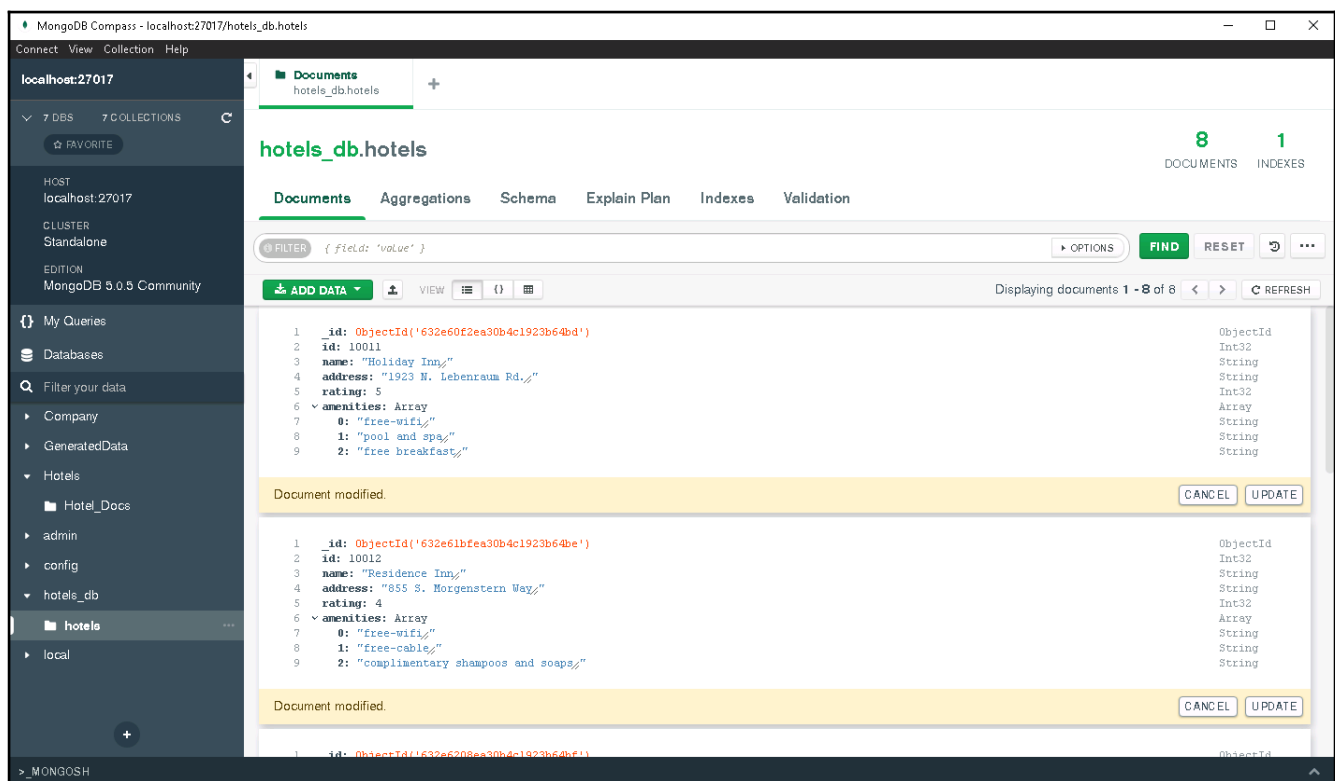 MongoDB Compass - localhost:27017/hotels_db.hotels
Connect View Collection Help
localhost:27017
7 DBS 7 COLLECTIONS
FAVORITE
HOST
localhost:27017
CLUSTER
Standalone
EDITION
MongoDB 5.0.5 Community
{} My Queries
Databases
Filter your data
Company
GeneratedData
Hotels
Hotel_Docs
admin
config
hotels_db
hotels
local
Documents
hotels_db.hotels
hotels_db.hotels
8 DOCUMENTS
1 INDEXES
Documents Aggregations Schema Explain Plan Indexes Validation
FILTER { field: 'value' } OPTIONS FIND RESET
ADD DATA VIEW {} Displaying documents 1 - 8 of 8 REFRESH
1 _id: ObjectId('632e60f2ea30b4c1923b64bd') ObjectId
2 id: 10011 Int32
3 name: "Holiday Inn" String
4 address: "1923 N. Lebenraum Rd." String
5 rating: 5 Int32
6 amenities: Array Array
7 0: "free-wifi" String
8 1: "pool and spa" String
9 2: "free breakfast" String
Document modified. CANCEL UPDATE
1 _id: ObjectId('632e61bfea30b4c1923b64be') ObjectId
2 id: 10012 Int32
3 name: "Residence Inn" String
4 address: "855 S. Morgenstern Way" String
5 rating: 4 Int32
6 amenities: Array Array
7 0: "free-wifi" String
8 1: "free-cable" String
9 2: "complimentary shampoos and soaps" String
Document modified. CANCEL UPDATE
1 _id: ObjectId('632e6208ea30b4c1923b64bf') ObjectId
>_MONGOSH